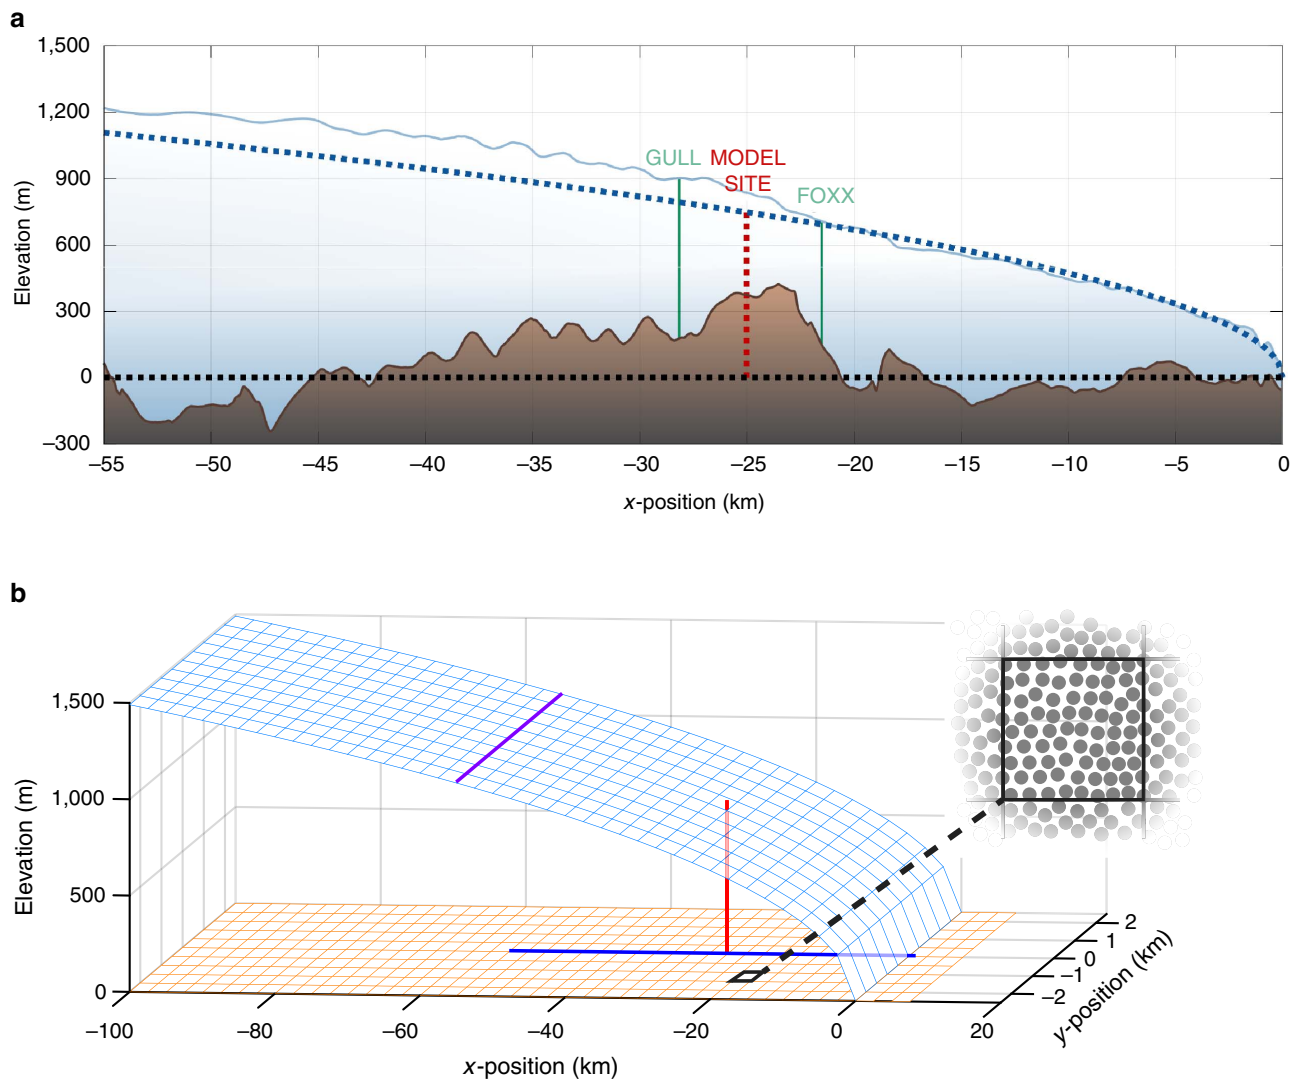 a
1,500
1,200
900
600
300
0
–300
Elevation (m)
GULL
MODEL
SITE
FOXX
–55 –50 –45 –40 –35 –30 –25 –20 –15 –10 –5 0
x-position (km)
b
1,500
1,000
500
0
Elevation (m)
–100 –80 –60 –40 –20 0 20
x-position (km)
2
1
0
–1
–2
y-position (km)